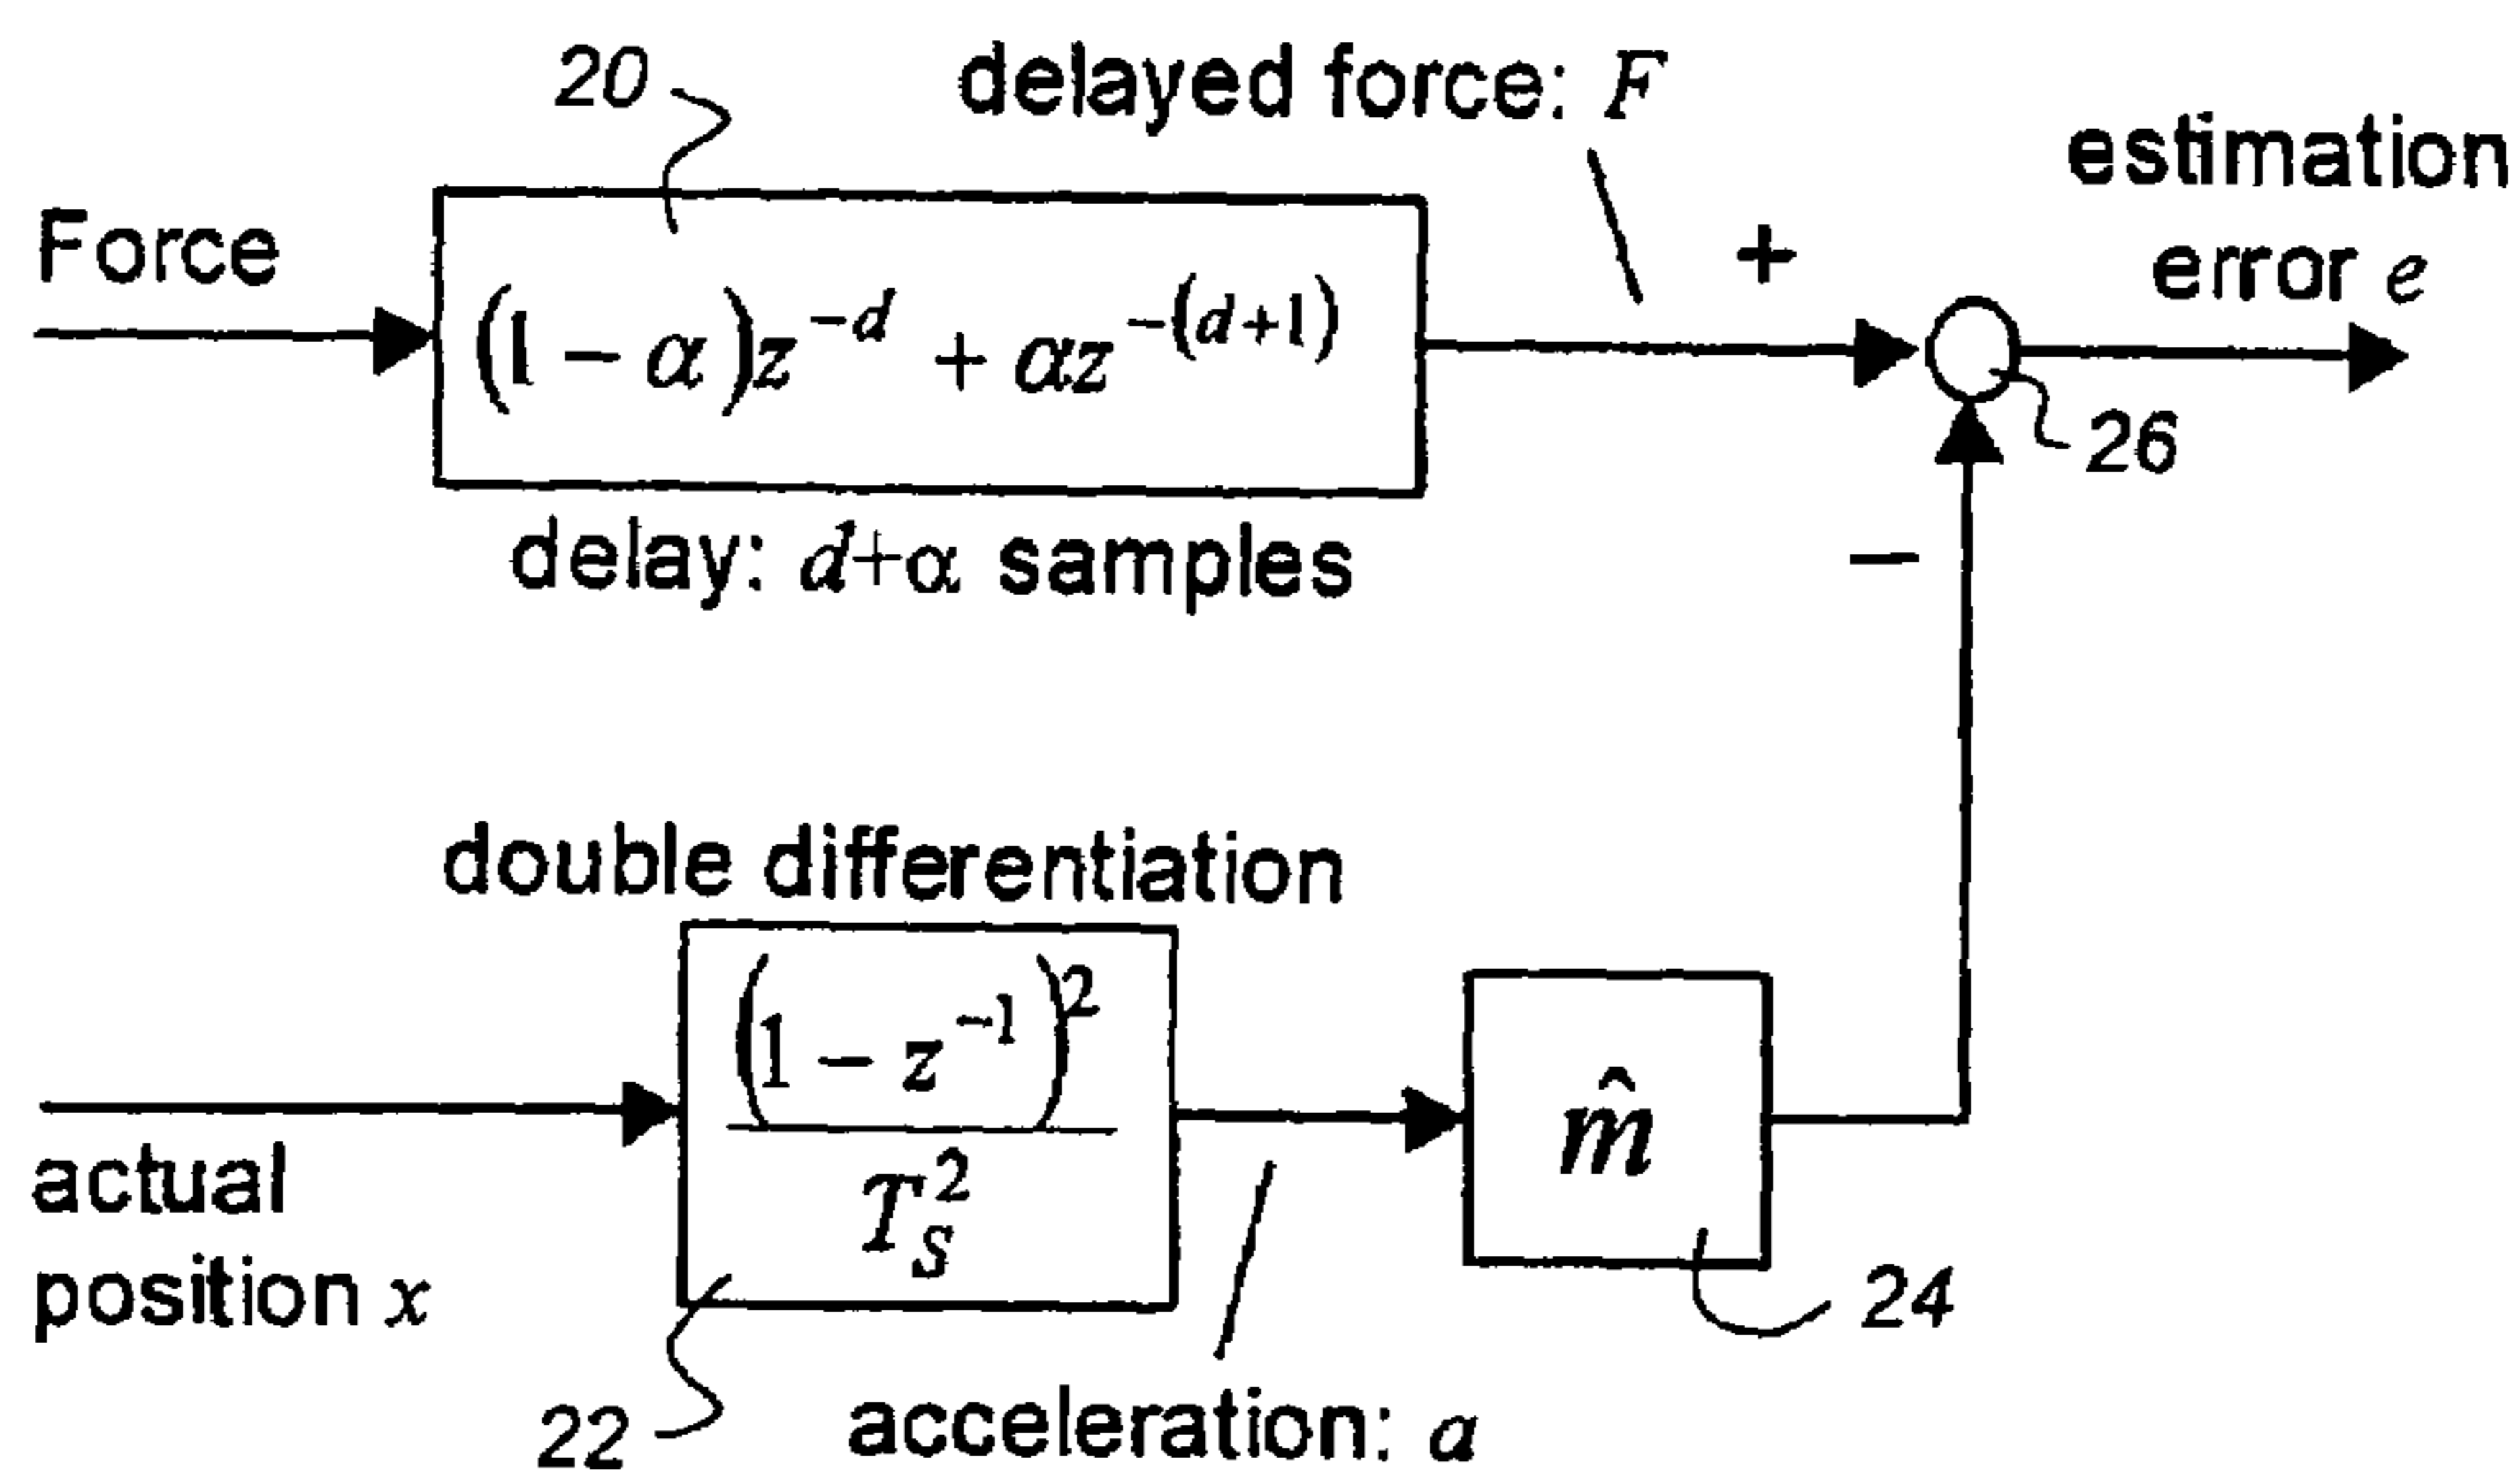 20
delayed force: F
estimation
error e
Force
+
(1 − α)z^{−d} + αz^{−(d+1)}
26
delay: d+α samples
−
double differentiation
(1 − z^{−1})^2
T_s^2
m̂
actual
position x
24
22
acceleration: a